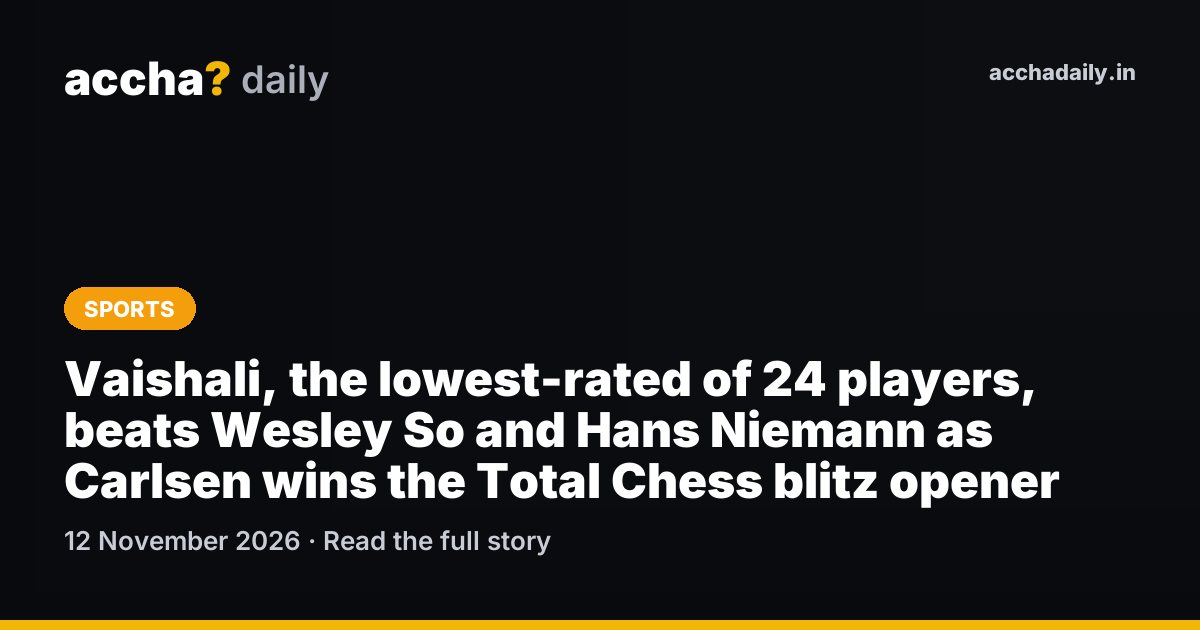 accha? daily
acchadaily.in
SPORTS
Vaishali, the lowest-rated of 24 players,
beats Wesley So and Hans Niemann as
Carlsen wins the Total Chess blitz opener
12 November 2026 · Read the full story